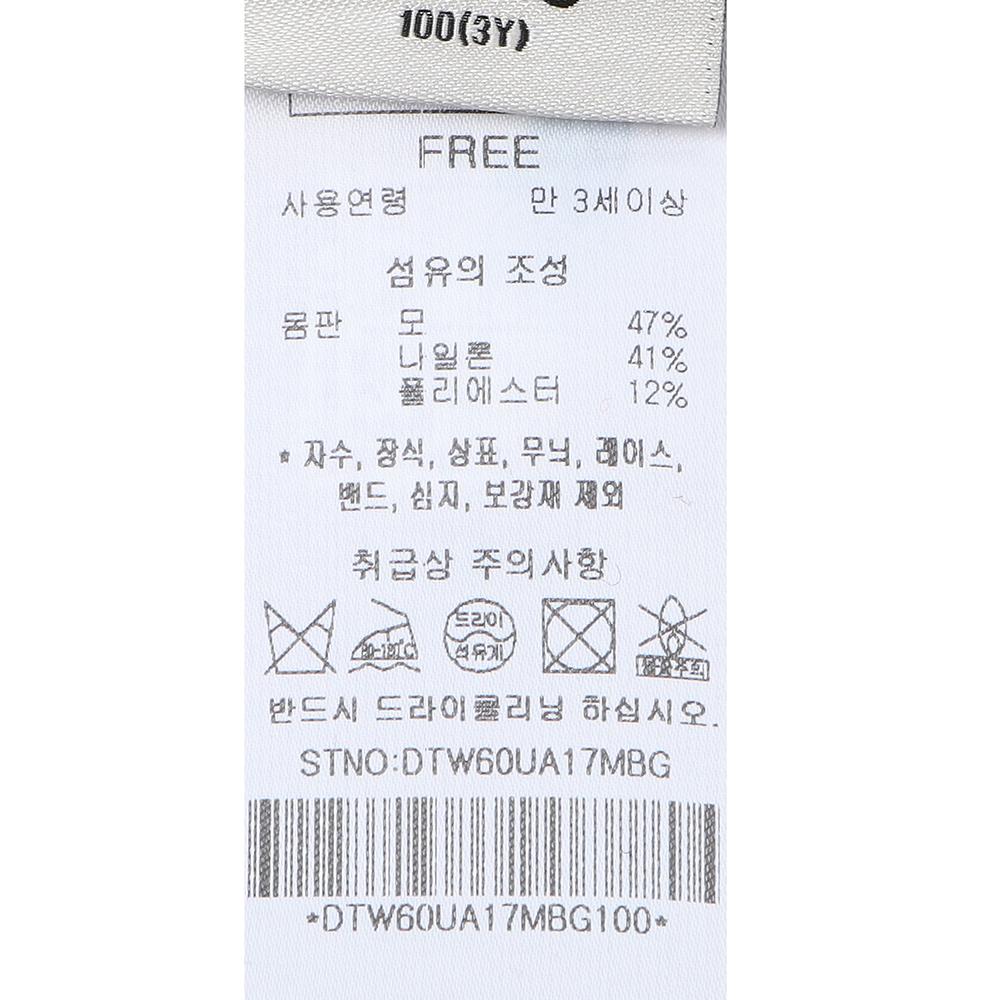 100(3Y)
FREE
사용연령 만 3세이상
섬유의 조성
몸판 모 47%
나일론 41%
폴리에스터 12%
* 자수, 장식, 상표, 무늬, 레이스,
밴드, 심지, 보강재 제외
취급상 주의사항
드라이
석유계
반드시 드라이클리닝 하십시오.
STNO:DTW60UA17MBG
*DTW60UA17MBG100*